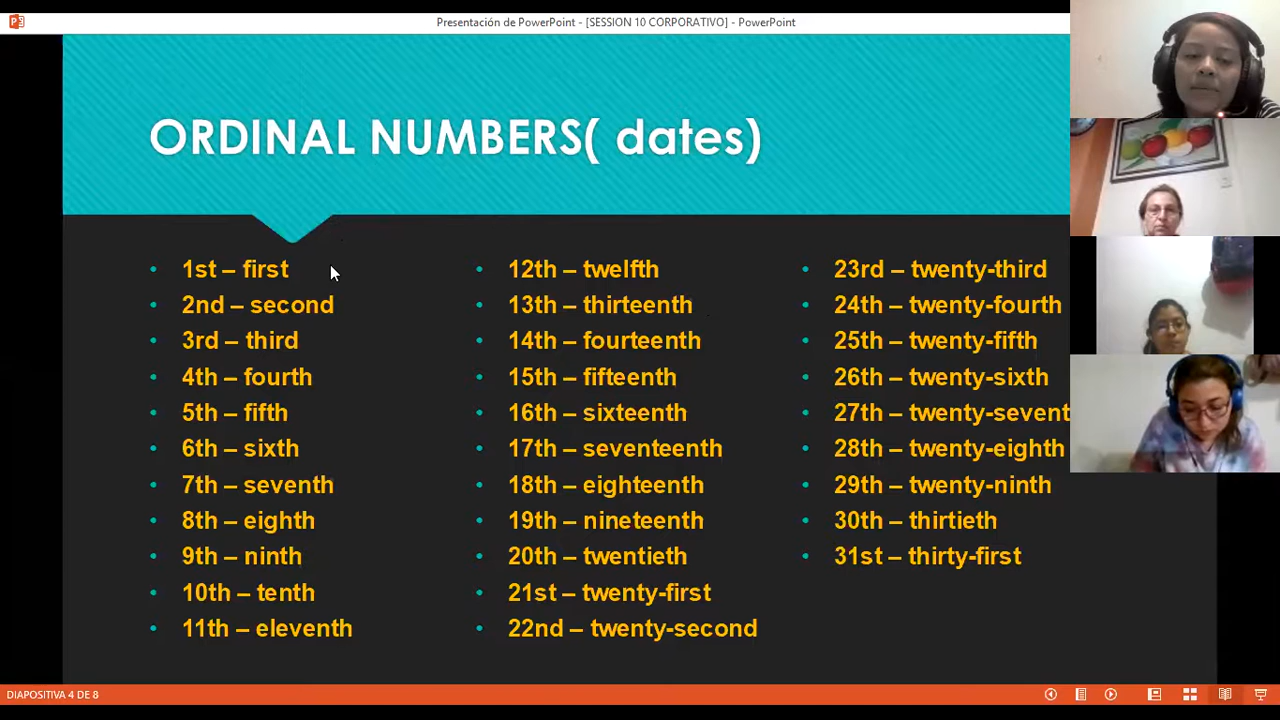 Presentación de PowerPoint - [SESSION 10 CORPORATIVO] - PowerPoint
ORDINAL NUMBERS( dates)
• 1st – first
• 2nd – second
• 3rd – third
• 4th – fourth
• 5th – fifth
• 6th – sixth
• 7th – seventh
• 8th – eighth
• 9th – ninth
• 10th – tenth
• 11th – eleventh
• 12th – twelfth
• 13th – thirteenth
• 14th – fourteenth
• 15th – fifteenth
• 16th – sixteenth
• 17th – seventeenth
• 18th – eighteenth
• 19th – nineteenth
• 20th – twentieth
• 21st – twenty-first
• 22nd – twenty-second
• 23rd – twenty-third
• 24th – twenty-fourth
• 25th – twenty-fifth
• 26th – twenty-sixth
• 27th – twenty-sevent
• 28th – twenty-eighth
• 29th – twenty-ninth
• 30th – thirtieth
• 31st – thirty-first
DIAPOSITIVA 4 DE 8